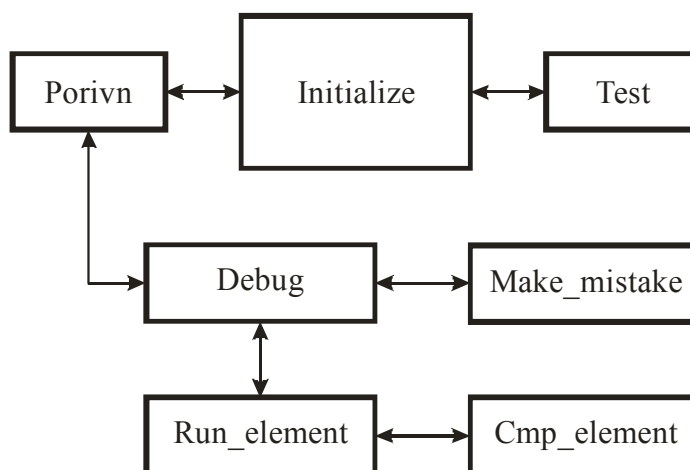 Porivn
Initialize
Test
Debug
Make_mistake
Run_element
Cmp_element